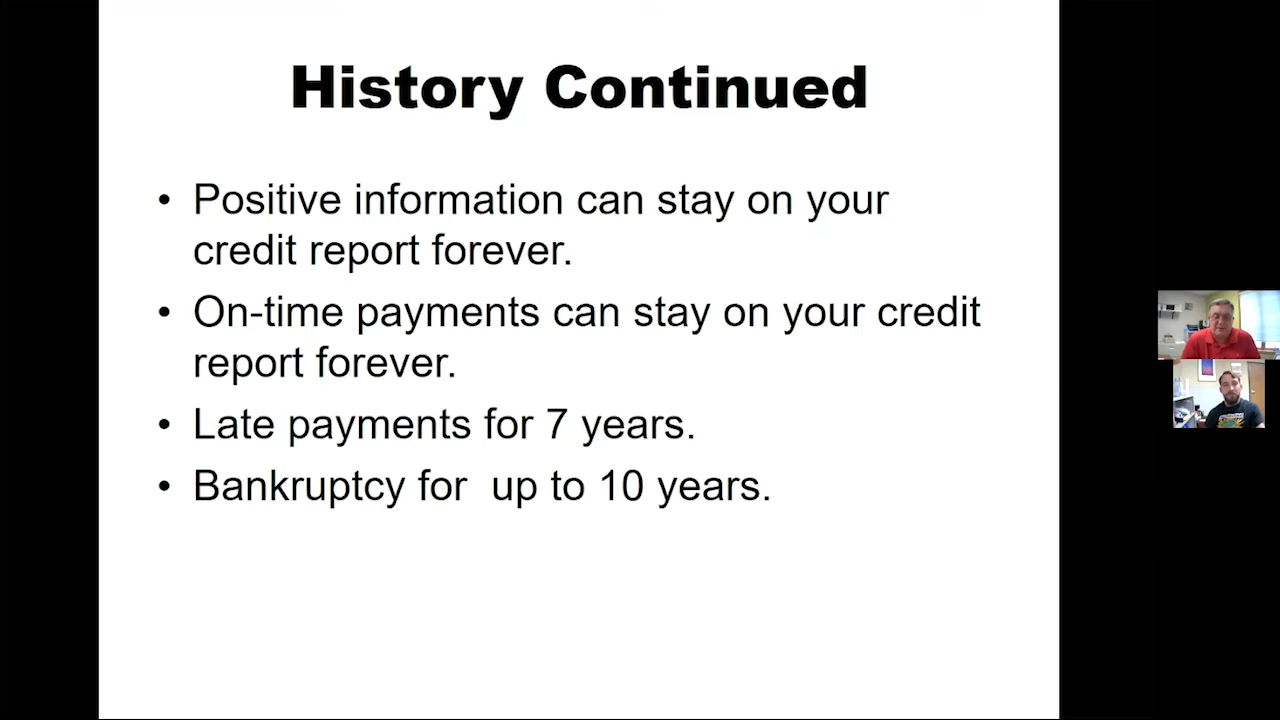 History Continued
• Positive information can stay on your
credit report forever.
• On-time payments can stay on your credit
report forever.
• Late payments for 7 years.
• Bankruptcy for  up to 10 years.